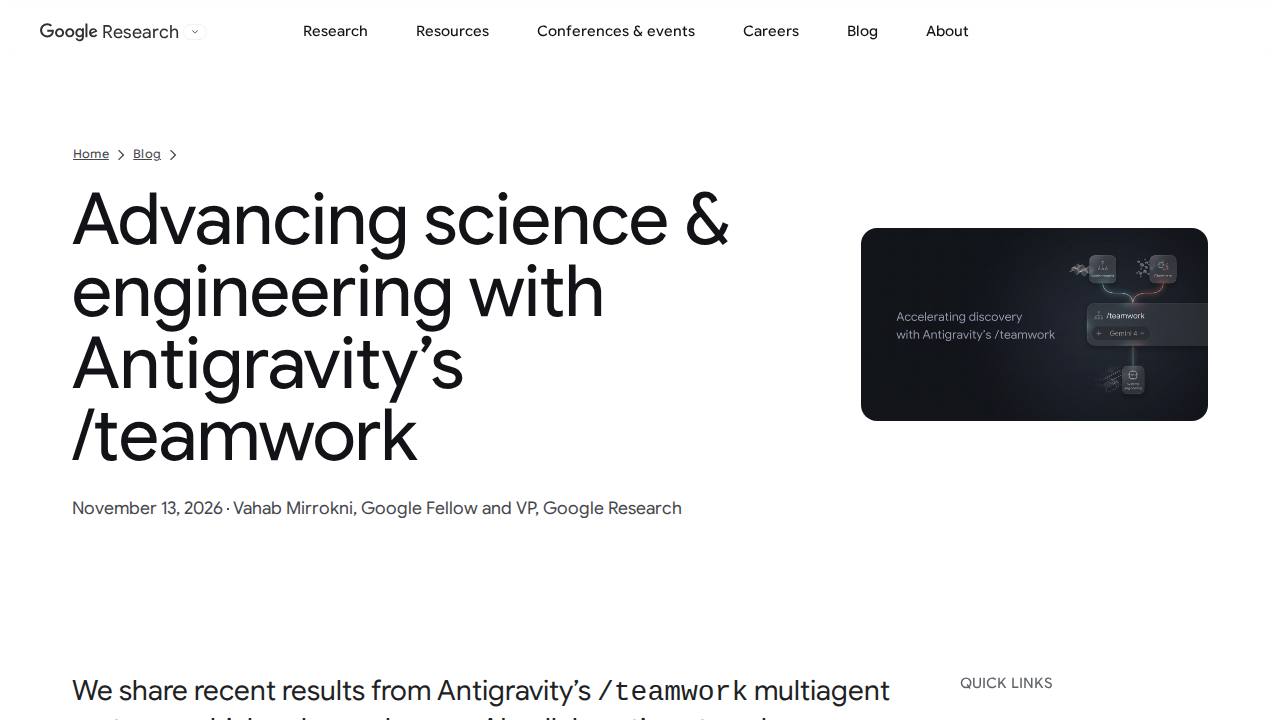 Google Research
Research
Resources
Conferences & events
Careers
Blog
About
Home
Blog
Advancing science &
engineering with
Antigravity’s
/teamwork
November 13, 2026 · Vahab Mirrokni, Google Fellow and VP, Google Research
Accelerating discovery
with Antigravity's /teamwork
/teamwork
Gemini 4
We share recent results from Antigravity’s /teamwork multiagent
QUICK LINKS